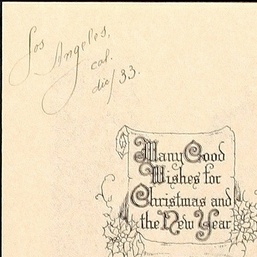 Los Angeles,
cal.
dic/33.
Many Good
Wishes for
Christmas and
the New Year